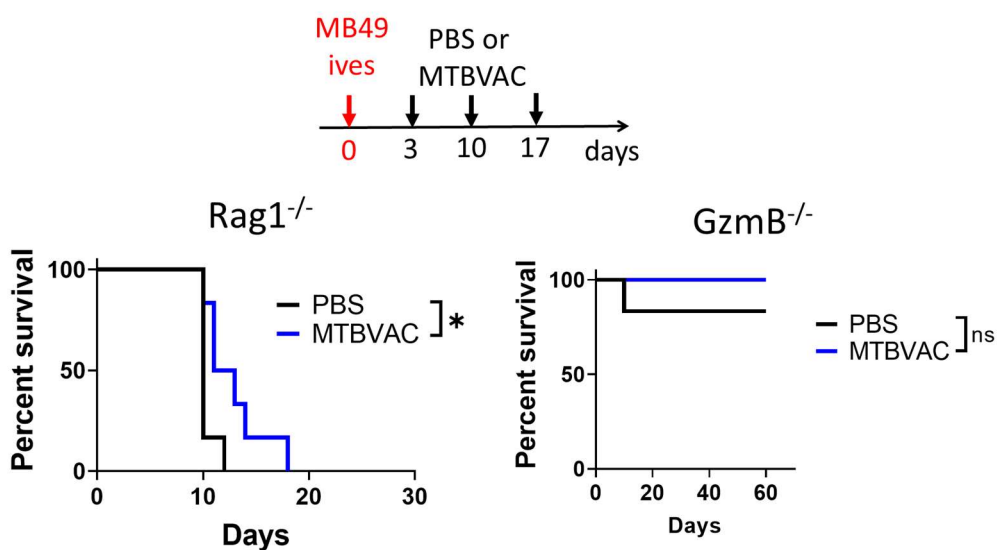 MB49
ives
PBS or
MTBVAC
0 3 10 17 days
Rag1-/-
Percent survival
100
50
0
0 10 20 30
Days
PBS
MTBVAC
*
GzmB-/-
Percent survival
100
50
0
0 20 40 60
Days
PBS
MTBVAC
ns